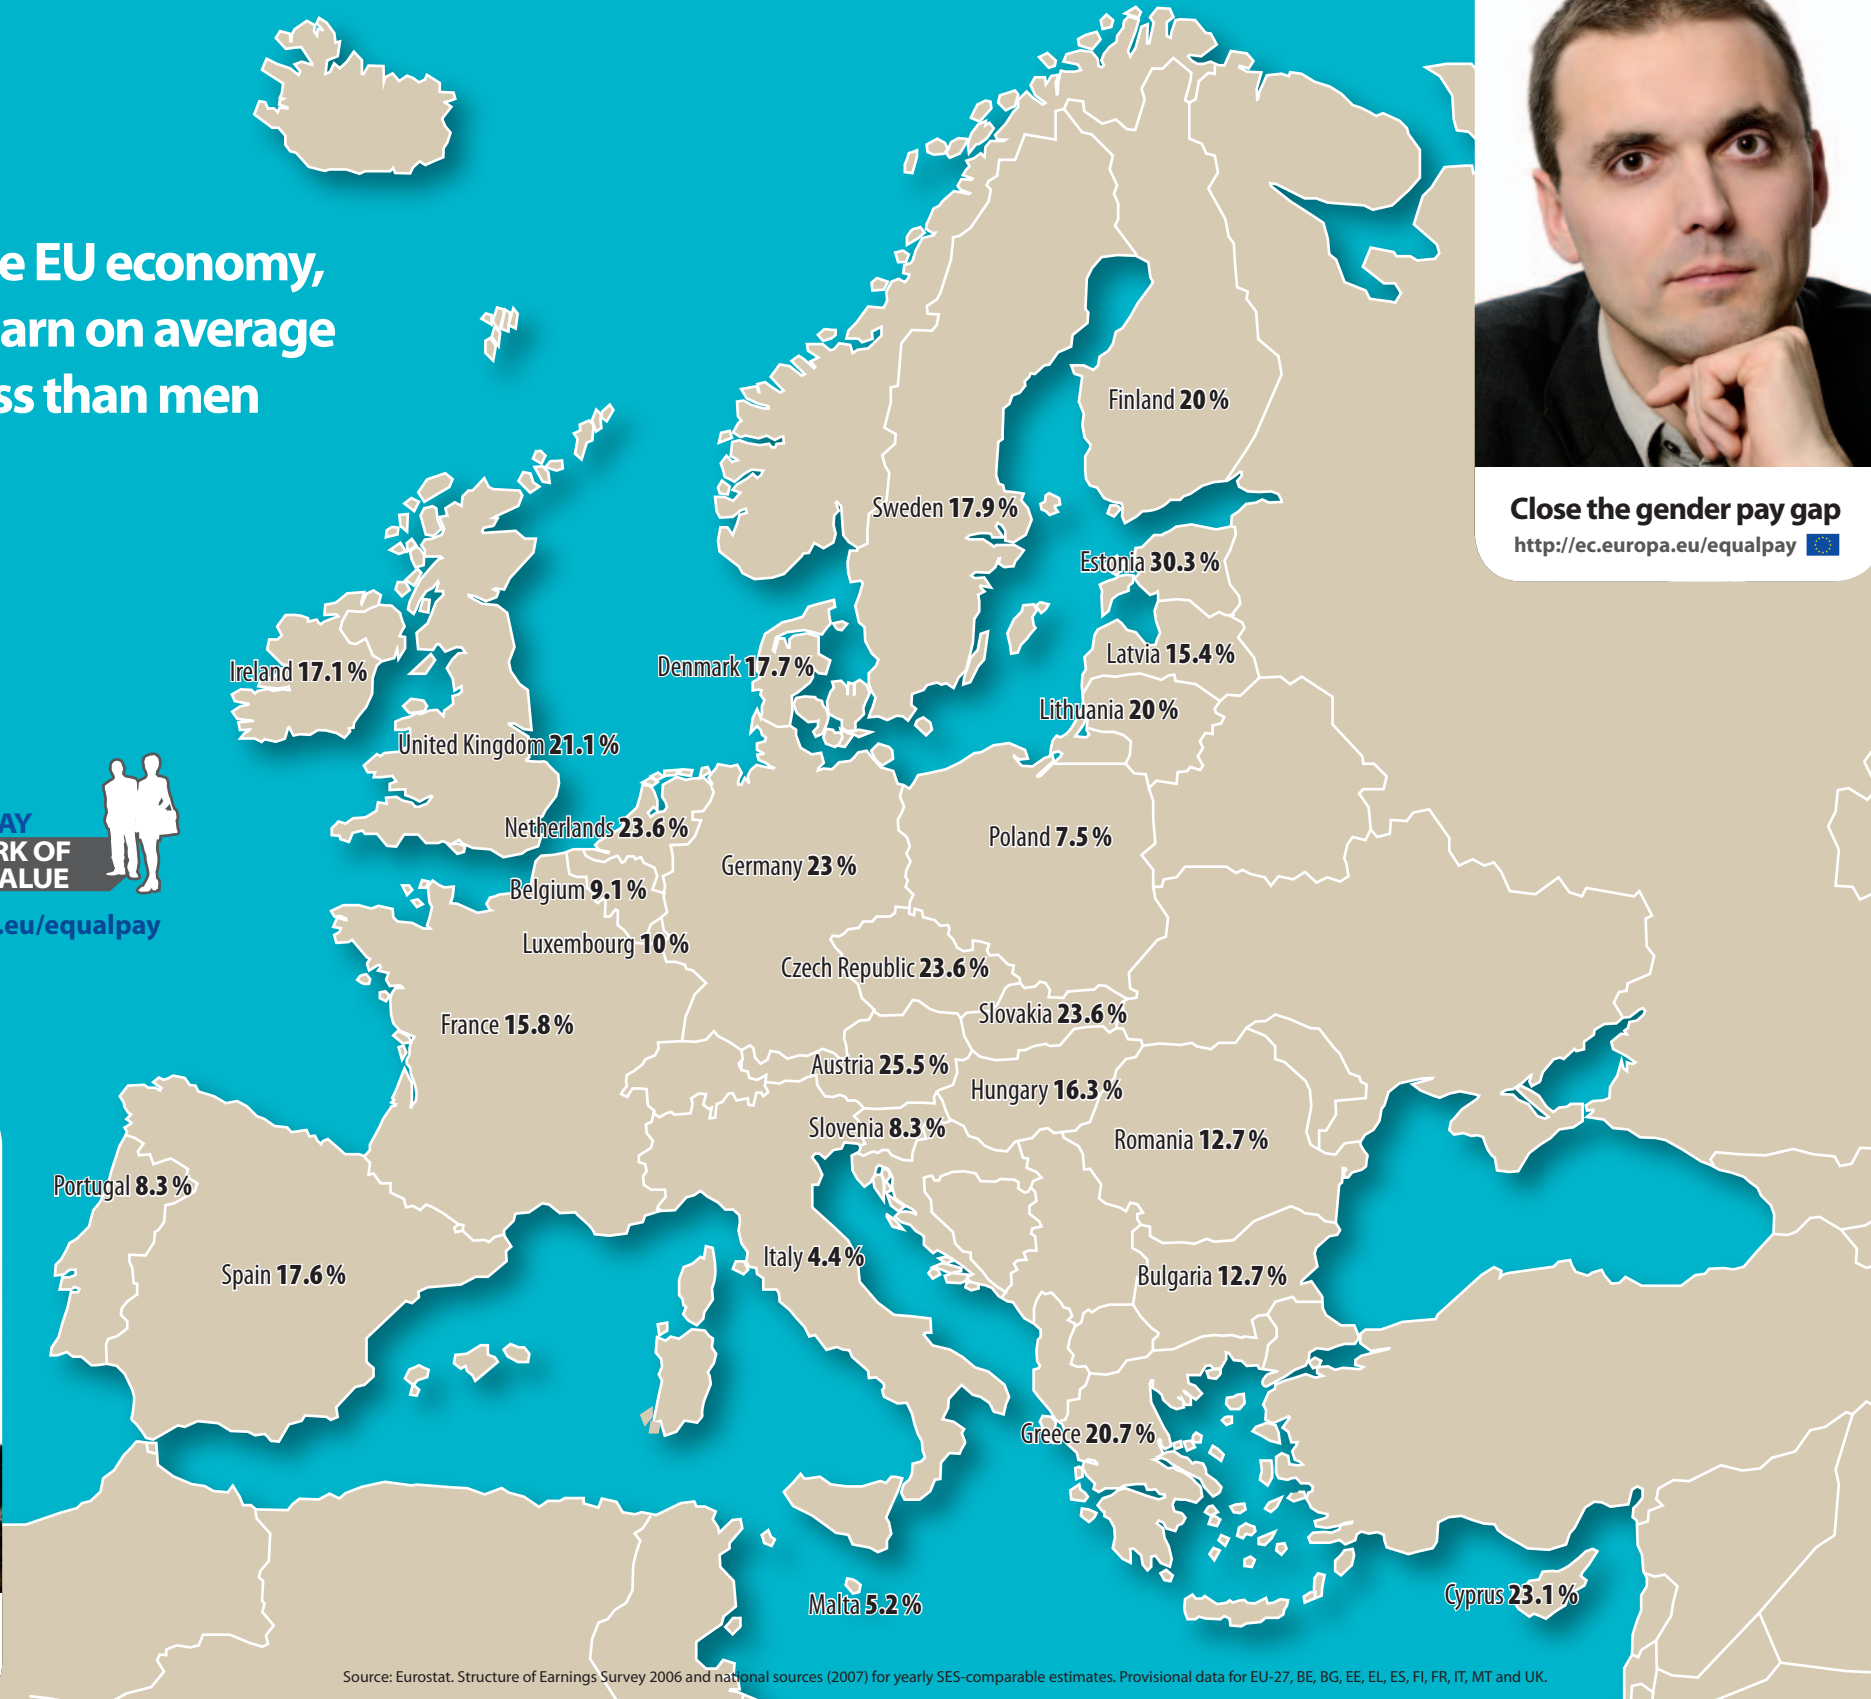 e EU economy,
arn on average
ss than men
Close the gender pay gap
http://ec.europa.eu/equalpay
Finland 20 %
Sweden 17.9 %
Estonia 30.3 %
Latvia 15.4 %
Ireland 17.1 %
Denmark 17.7 %
Lithuania 20 %
United Kingdom 21.1 %
AY
RK OF
ALUE
.eu/equalpay
Netherlands 23.6 %
Poland 7.5 %
Germany 23 %
Belgium 9.1 %
Luxembourg 10 %
Czech Republic 23.6 %
Slovakia 23.6 %
France 15.8 %
Austria 25.5 %
Hungary 16.3 %
Slovenia 8.3 %
Romania 12.7 %
Portugal 8.3 %
Italy 4.4 %
Spain 17.6 %
Bulgaria 12.7 %
Greece 20.7 %
Malta 5.2 %
Cyprus 23.1 %
Source: Eurostat. Structure of Earnings Survey 2006 and national sources (2007) for yearly SES-comparable estimates. Provisional data for EU-27, BE, BG, EE, EL, ES, FI, FR, IT, MT and UK.